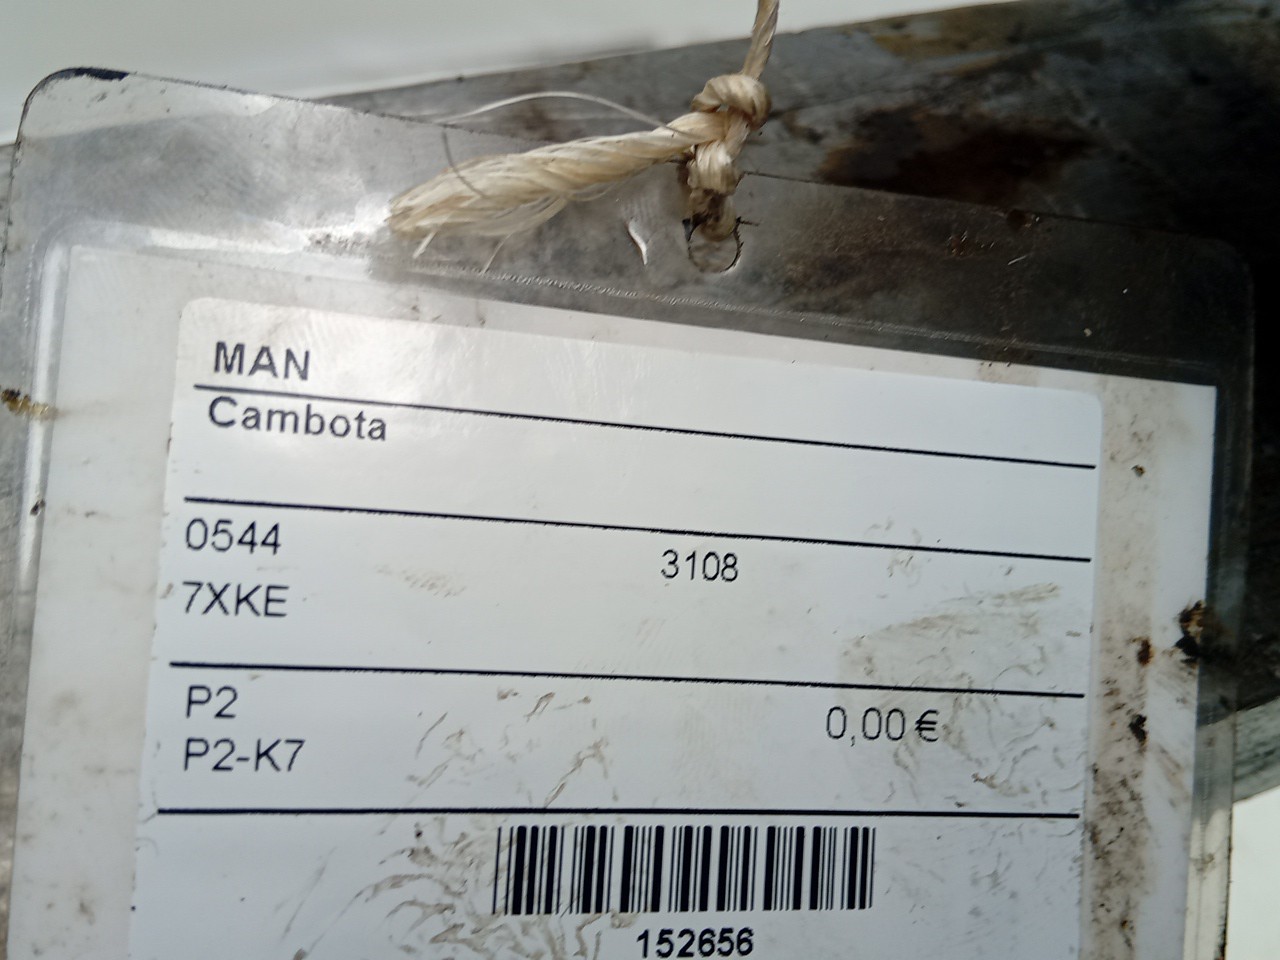 MAN
Cambota
0544 3108
7XKE
P2 0,00 €
P2-K7
152656